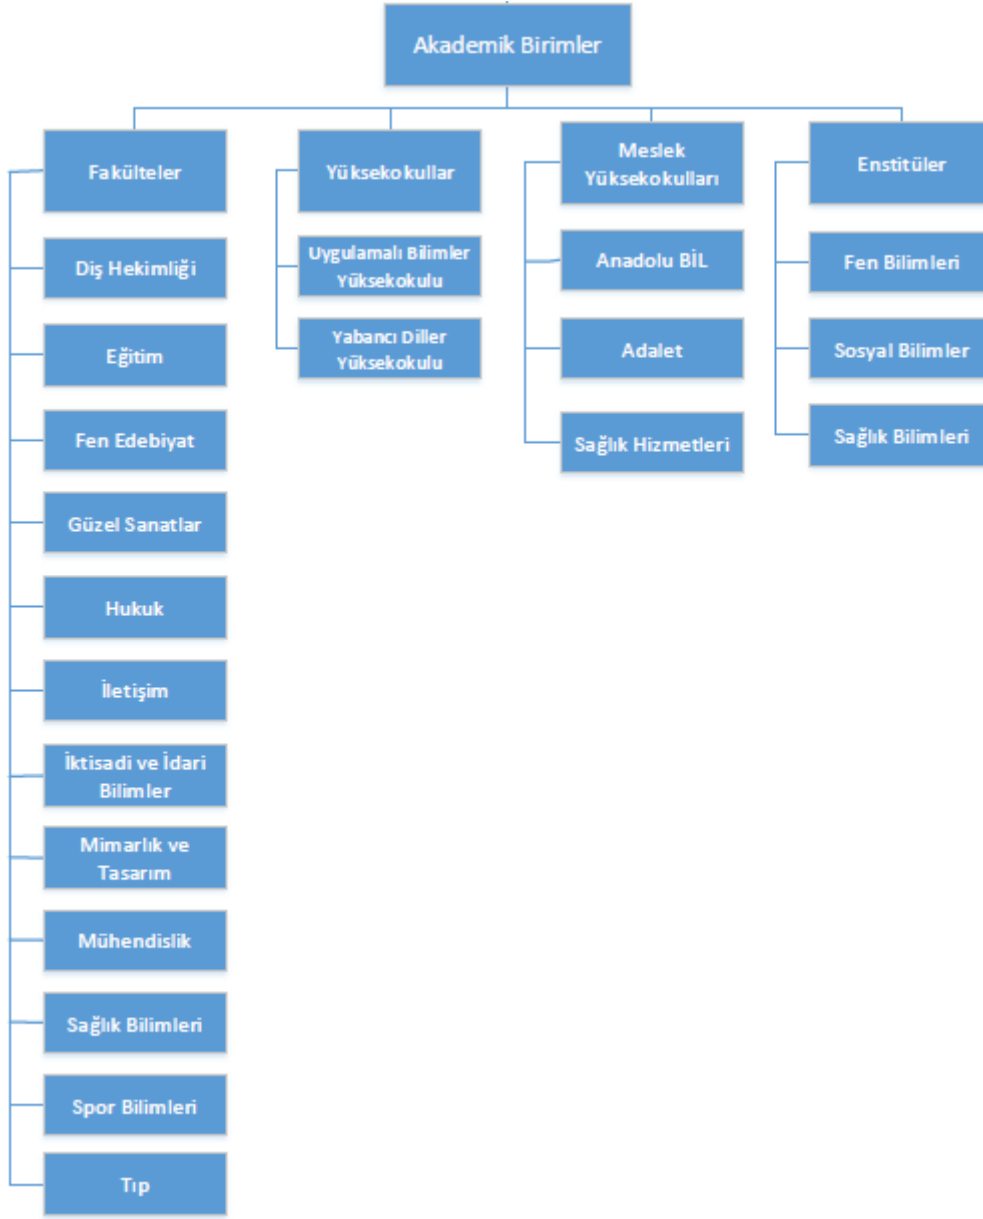 Akademik Birimler
Fakülteler
Diş Hekimliği
Eğitim
Fen Edebiyat
Güzel Sanatlar
Hukuk
İletişim
İktisadi ve İdari
Bilimler
Mimarlık ve
Tasarım
Mühendislik
Sağlık Bilimleri
Spor Bilimleri
Tıp
Yüksekokullar
Uygulamalı Bilimler
Yüksekokulu
Yabancı Diller
Yüksekokulu
Meslek
Yüksekokulları
Anadolu BİL
Adalet
Sağlık Hizmetleri
Enstitüler
Fen Bilimleri
Sosyal Bilimler
Sağlık Bilimleri